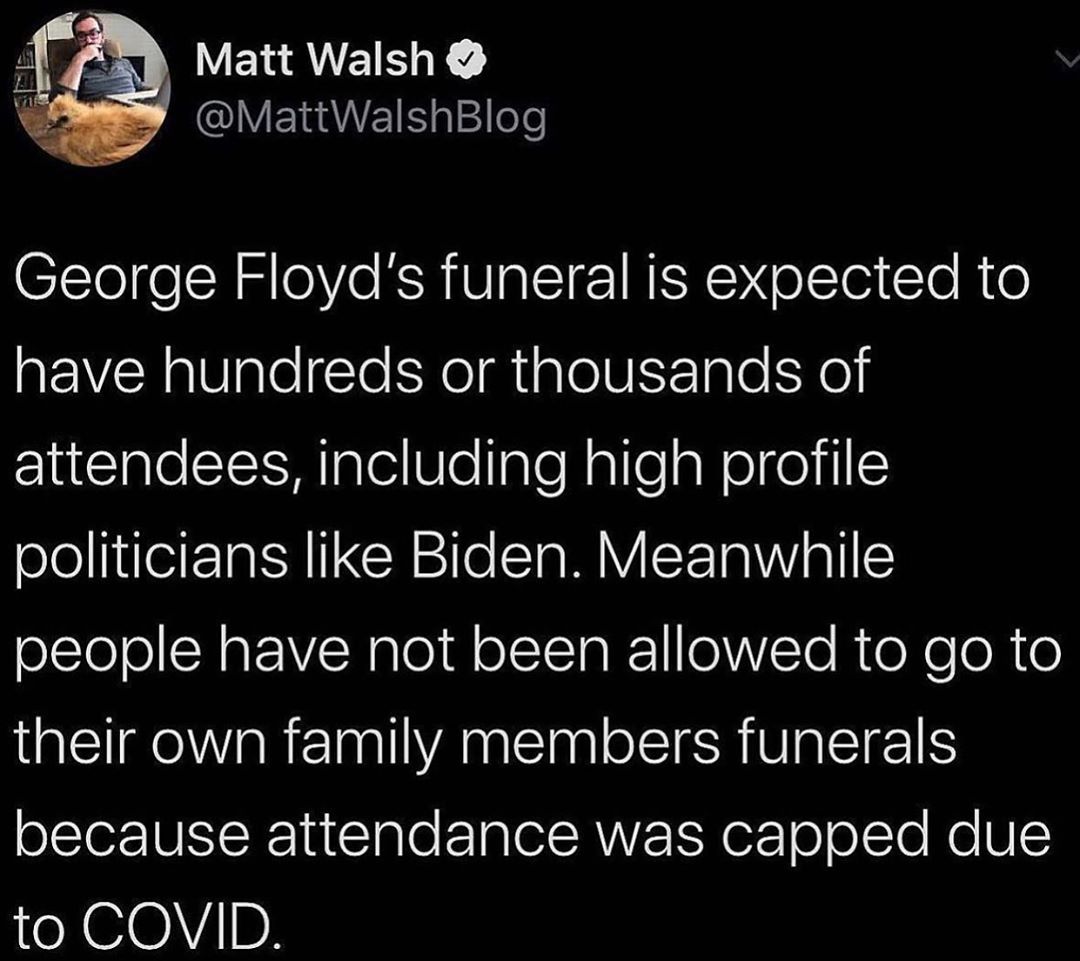 Matt Walsh
@MattWalshBlog
George Floyd's funeral is expected to
have hundreds or thousands of
attendees, including high profile
politicians like Biden. Meanwhile
people have not been allowed to go to
their own family members funerals
because attendance was capped due
to COVID.